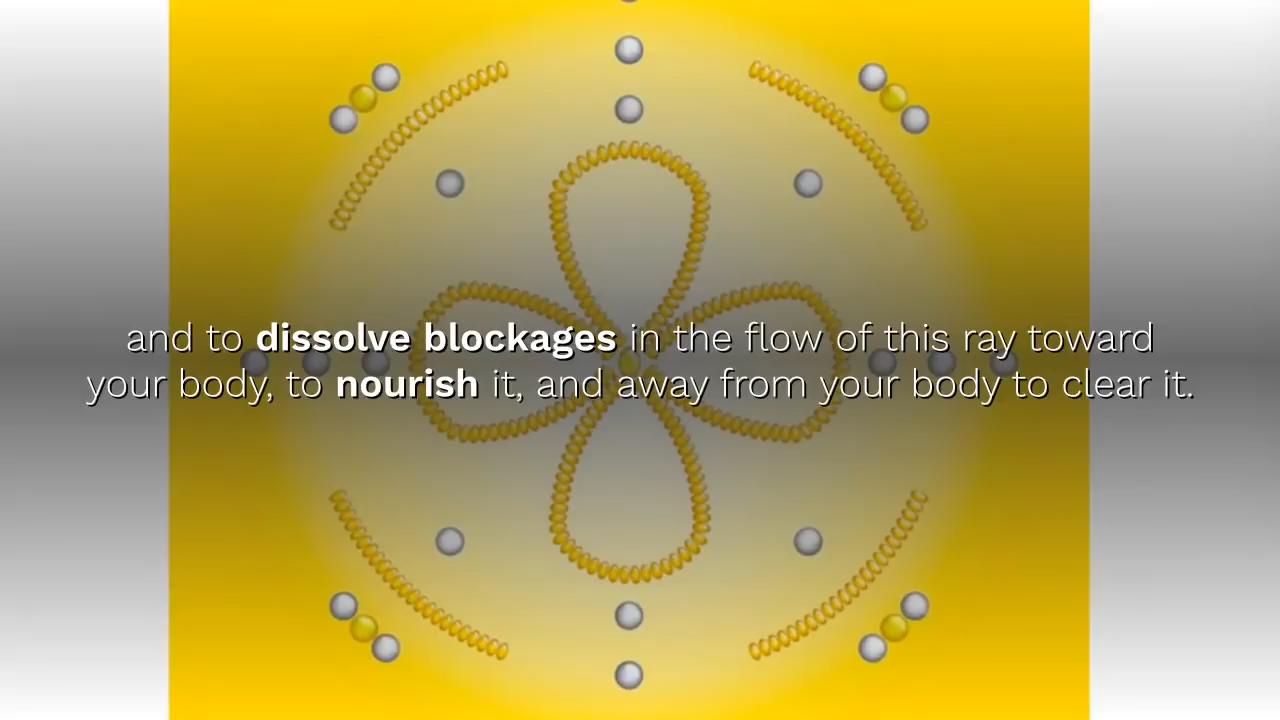 and to dissolve blockages in the flow of this ray toward
your body, to nourish it, and away from your body to clear it.